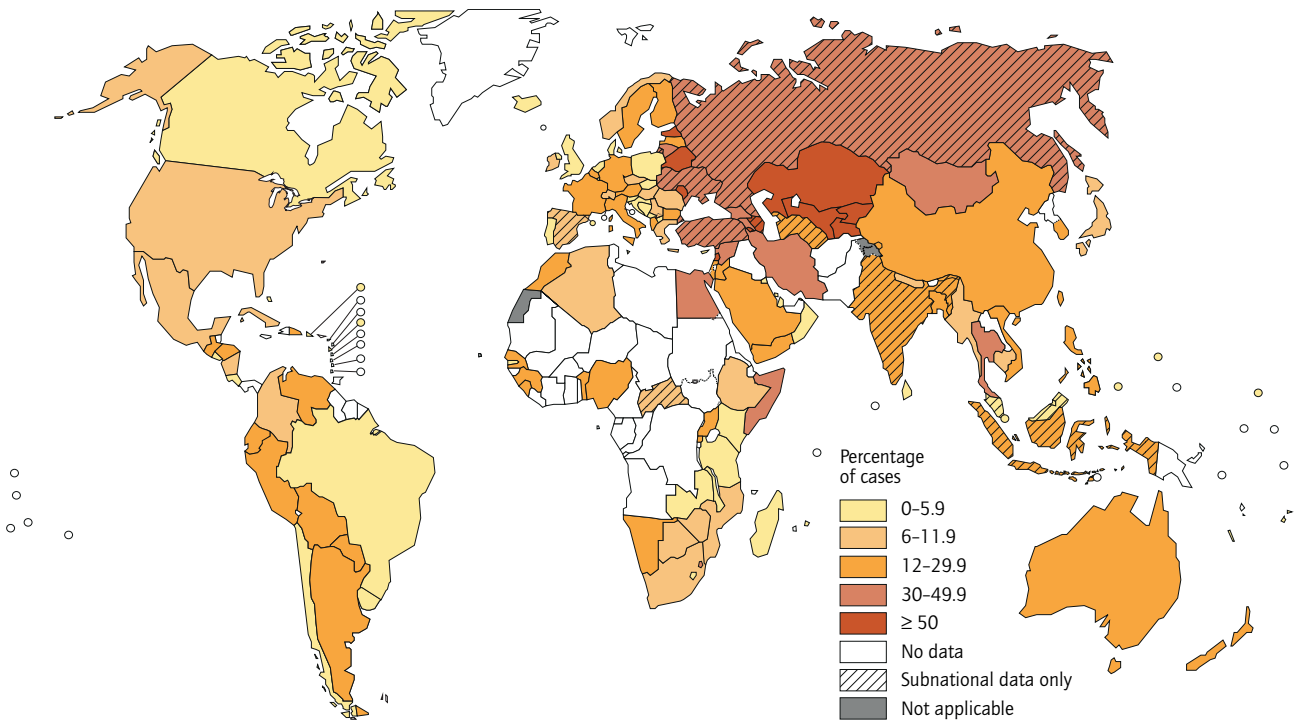 Percentage
of cases
0–5.9
6–11.9
12–29.9
30–49.9
≥ 50
No data
Subnational data only
Not applicable